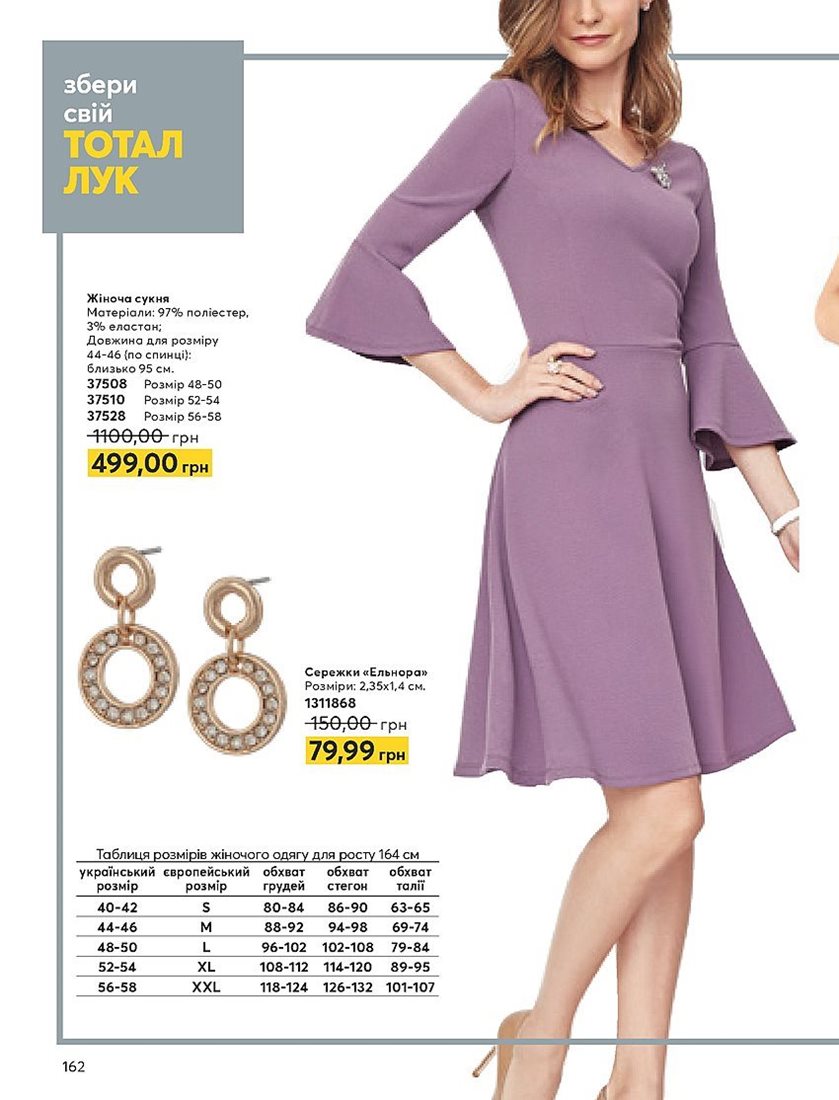 збери
свій
ТОТАЛ
ЛУК
Жіноча сукня
Матеріали: 97% поліестер,
3% еластан;
Довжина для розміру
44-46 (по спинці):
близько 95 см.
37508 Розмір 48-50
37510 Розмір 52-54
37528 Розмір 56-58
1100,00 грн
499,00 грн
Сережки «Ельнора»
Розміри: 2,35х1,4 см.
1311868
150,00 грн
79,99 грн
Таблиця розмірів жіночого одягу для росту 164 см
український європейський обхват обхват обхват
розмір розмір грудей стегон талії
40-42 S 80-84 86-90 63-65
44-46 M 88-92 94-98 69-74
48-50 L 96-102 102-108 79-84
52-54 XL 108-112 114-120 89-95
56-58 XXL 118-124 126-132 101-107
162